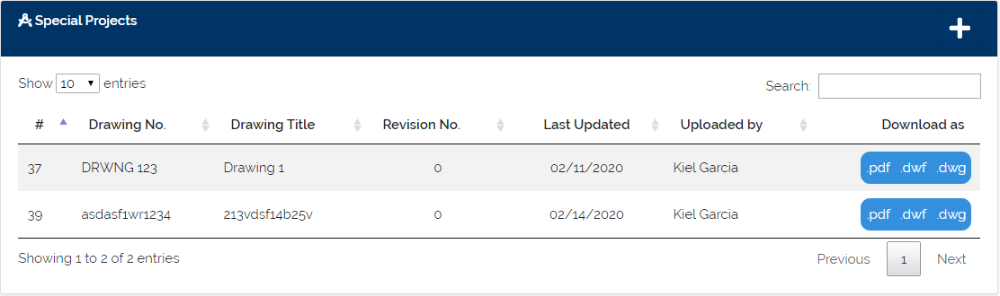 Special Projects
Show 10 entries Search:
# Drawing No. Drawing Title Revision No. Last Updated Uploaded by Download as
37 DRWNG 123 Drawing 1 0 02/11/2020 Kiel Garcia .pdf .dwf .dwg
39 asdasf1wr1234 213vdsf14b25v 0 02/14/2020 Kiel Garcia .pdf .dwf .dwg
Showing 1 to 2 of 2 entries Previous 1 Next